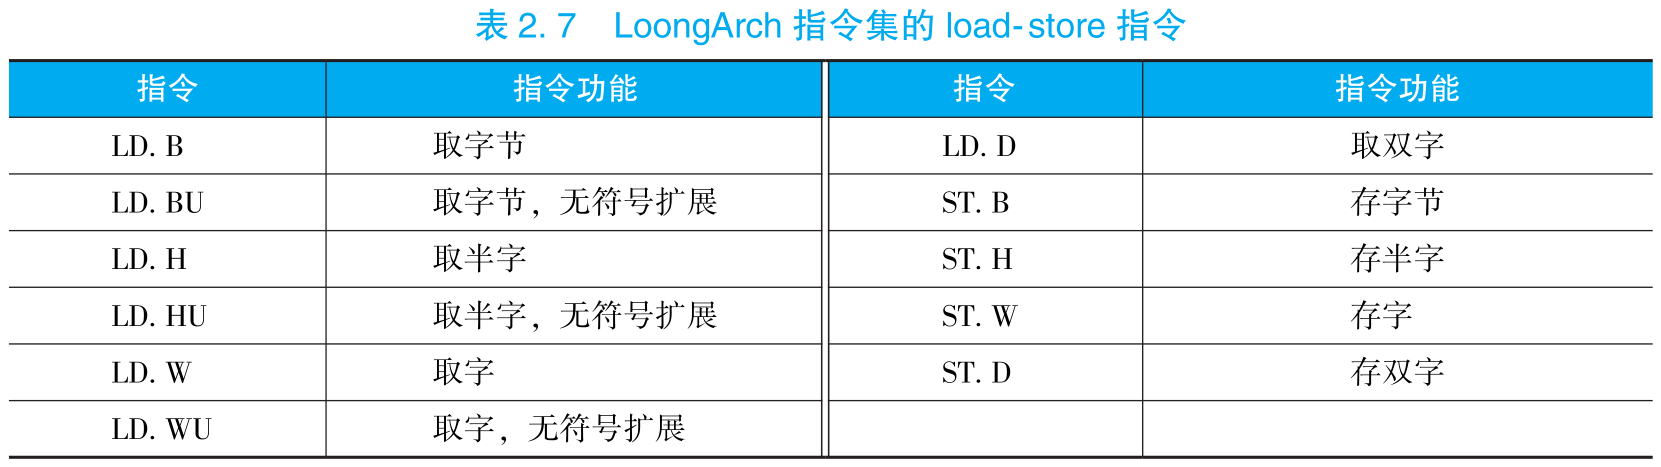 表 2. 7 LoongArch 指令集的 load-store 指令
指令 指令功能 指令 指令功能
LD. B 取字节 LD. D 取双字
LD. BU 取字节，无符号扩展 ST. B 存字节
LD. H 取半字 ST. H 存半字
LD. HU 取半字，无符号扩展 ST. W 存字
LD. W 取字 ST. D 存双字
LD. WU 取字，无符号扩展